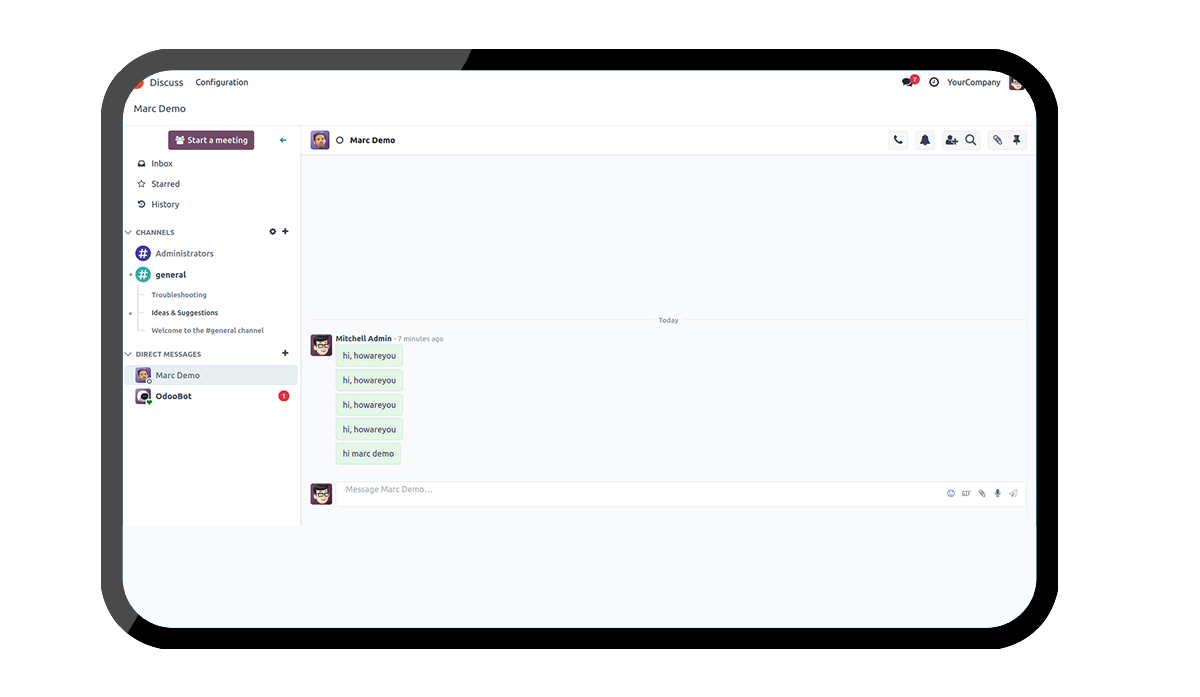 Discuss Configuration 7 YourCompany
Marc Demo
Start a meeting
Marc Demo
Inbox
Starred
History
CHANNELS
Administrators
general
Troubleshooting
Ideas & Suggestions
Welcome to the #general channel
DIRECT MESSAGES
Marc Demo
OdooBot 1
Today
Mitchell Admin - 7 minutes ago
hi, howareyou
hi, howareyou
hi, howareyou
hi, howareyou
hi marc demo
Message Marc Demo...
GIF